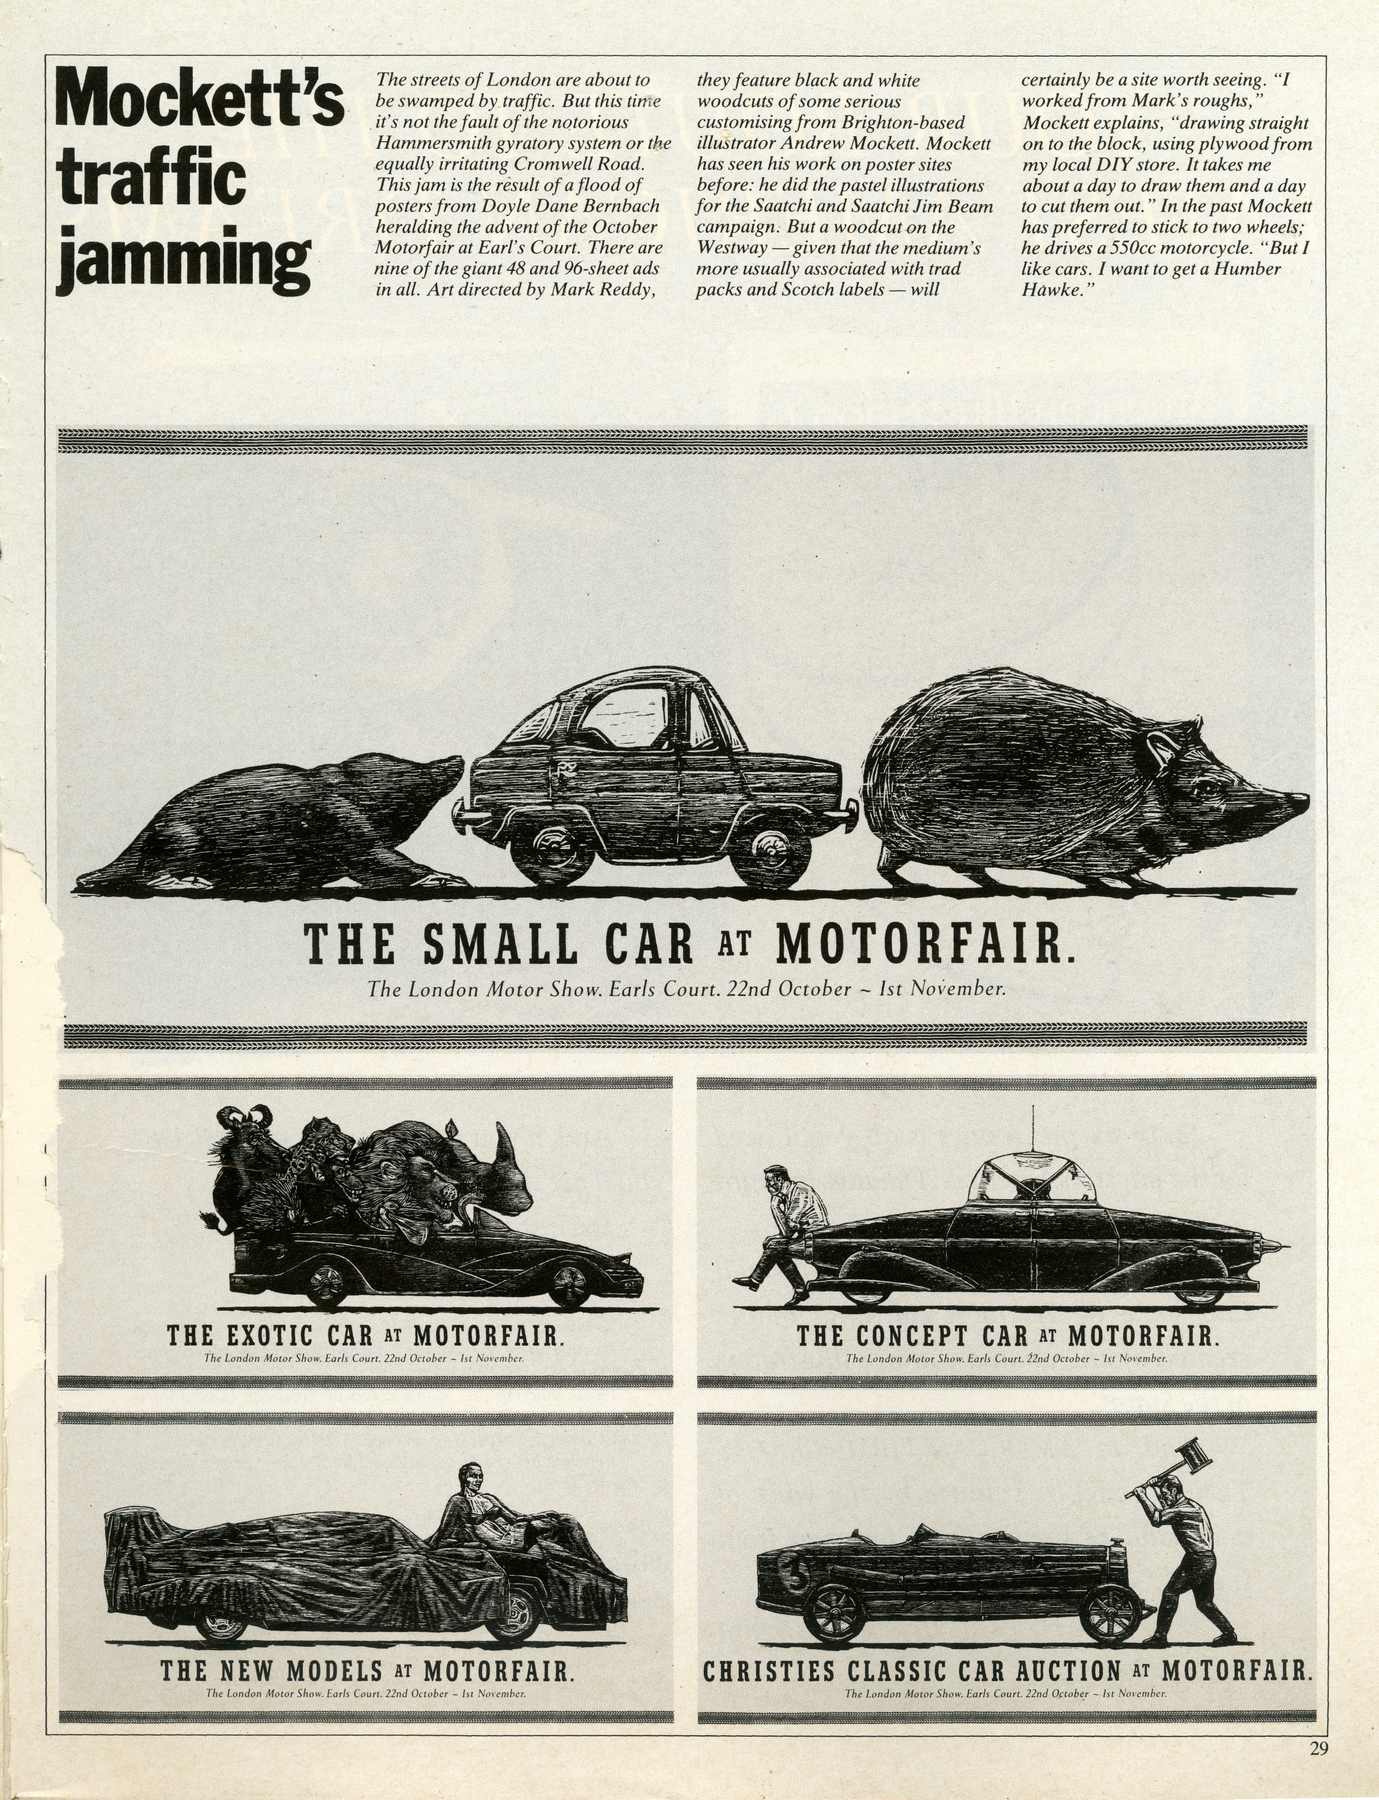 Mockett's
traffic
jamming
The streets of London are about to
be swamped by traffic. But this time
it's not the fault of the notorious
Hammersmith gyratory system or the
equally irritating Cromwell Road.
This jam is the result of a flood of
posters from Doyle Dane Bernbach
heralding the advent of the October
Motorfair at Earl's Court. There are
nine of the giant 48 and 96-sheet ads
in all. Art directed by Mark Reddy,
they feature black and white
woodcuts of some serious
customising from Brighton-based
illustrator Andrew Mockett. Mockett
has seen his work on poster sites
before: he did the pastel illustrations
for the Saatchi and Saatchi Jim Beam
campaign. But a woodcut on the
Westway — given that the medium's
more usually associated with trad
packs and Scotch labels — will
certainly be a site worth seeing. “I
worked from Mark's roughs,”
Mockett explains, “drawing straight
on to the block, using plywood from
my local DIY store. It takes me
about a day to draw them and a day
to cut them out.” In the past Mockett
has preferred to stick to two wheels;
he drives a 550cc motorcycle. “But I
like cars. I want to get a Humber
Hawke.”
THE SMALL CAR AT MOTORFAIR.
The London Motor Show. Earls Court. 22nd October ~ 1st November.
THE EXOTIC CAR AT MOTORFAIR.
The London Motor Show. Earls Court. 22nd October ~ 1st November.
THE CONCEPT CAR AT MOTORFAIR.
The London Motor Show. Earls Court. 22nd October ~ 1st November.
THE NEW MODELS AT MOTORFAIR.
The London Motor Show. Earls Court. 22nd October ~ 1st November.
3
CHRISTIES CLASSIC CAR AUCTION AT MOTORFAIR.
The London Motor Show. Earls Court. 22nd October ~ 1st November.
29